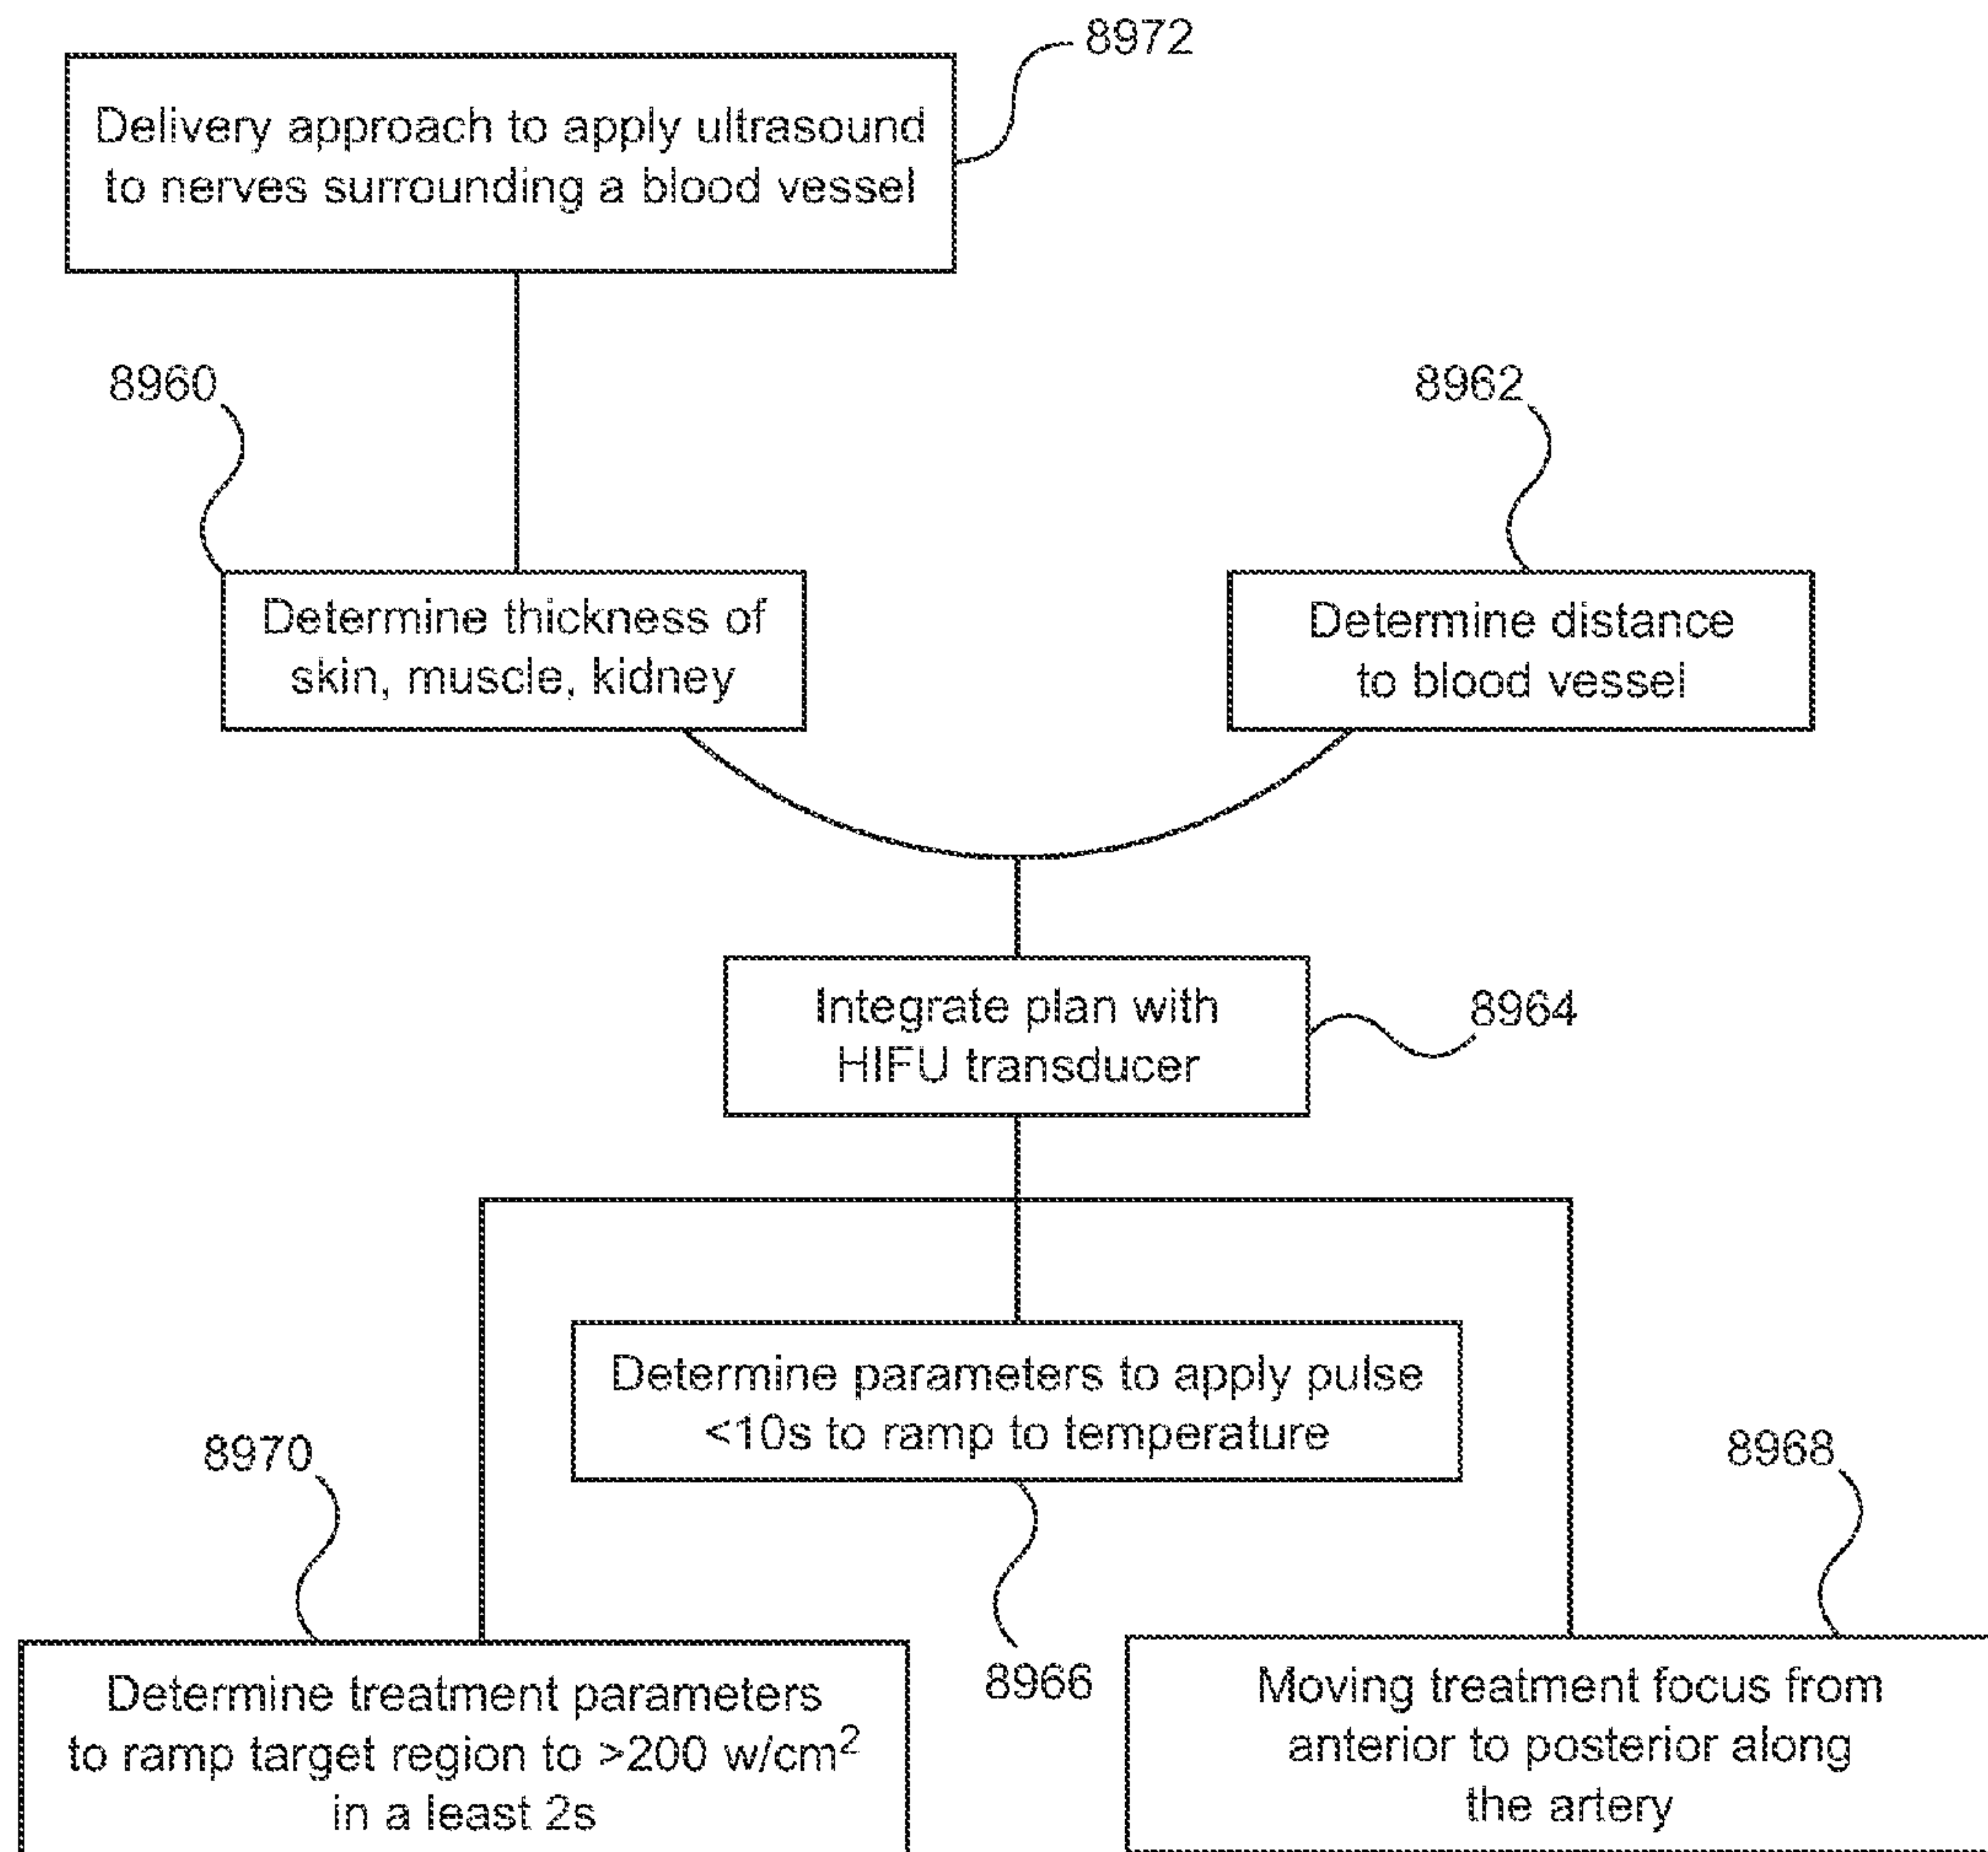 8972
Delivery approach to apply ultrasound
to nerves surrounding a blood vessel
8960
8962
Determine thickness of
skin, muscle, kidney
Determine distance
to blood vessel
Integrate plan with
HIFU transducer
8964
Determine parameters to apply pulse
<10s to ramp to temperature
8970
8968
8966
Determine treatment parameters
to ramp target region to >200 w/cm²
in a least 2s
Moving treatment focus from
anterior to posterior along
the artery